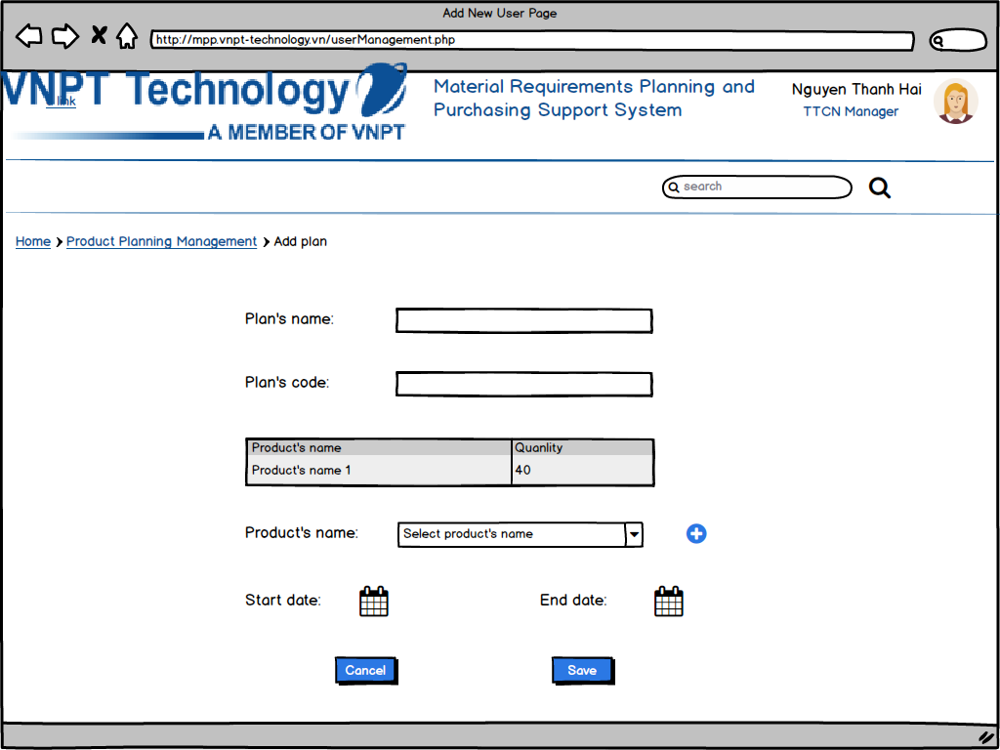 Add New User Page
http://mpp.vnpt-technology.vn/userManagement.php
VNPT Technology
link
A MEMBER OF VNPT
Material Requirements Planning and
Purchasing Support System
Nguyen Thanh Hai
TTCN Manager
search
Home > Product Planning Management > Add plan
Plan's name:
Plan's code:
Product's name Quanlity
Product's name 1 40
Product's name: Select product's name
Start date: End date:
Cancel Save